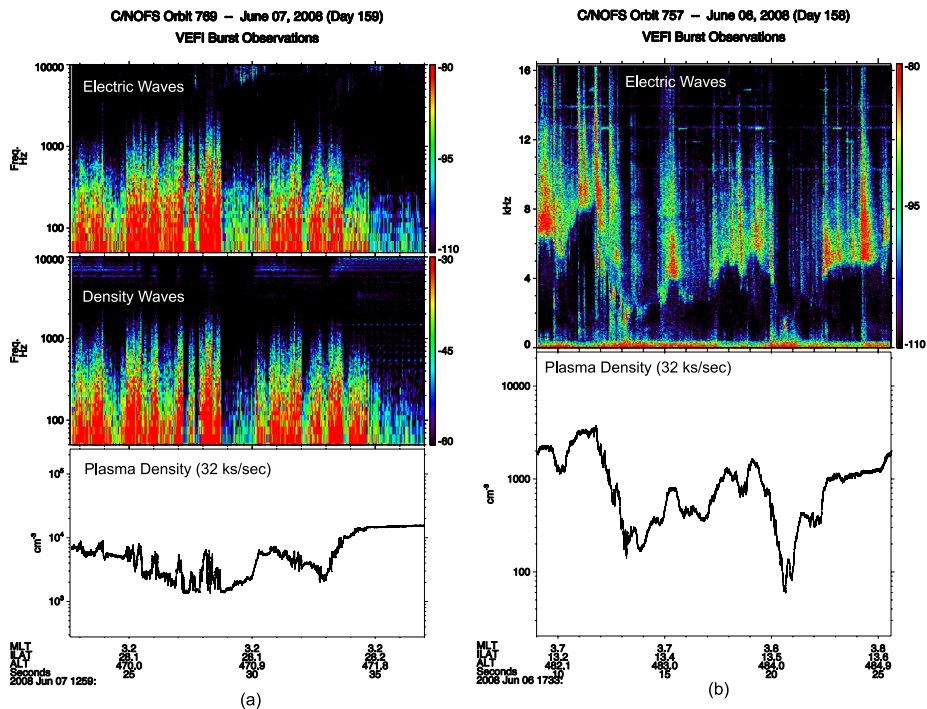 C/NOFS Orbit 769 – June 07, 2008 (Day 159)
VEFI Burst Observations
10000
Electric Waves
Freq.
Hz
1000
100
-80
-95
-110
10000
Density Waves
Freq.
Hz
1000
100
-30
-45
-60
Plasma Density (32 ks/sec)
10⁵
10⁴
10³
cm⁻³
MLT 3.2 3.2 3.2
ILAT 28.1 28.1 28.2
ALT 470.0 470.9 471.8
Seconds 25 30 35
2008 Jun 07 1259:
(a)
C/NOFS Orbit 757 – June 06, 2008 (Day 158)
VEFI Burst Observations
16
Electric Waves
12
kHz
8
4
0
-80
-95
-110
Plasma Density (32 ks/sec)
10000
1000
cm⁻³
100
MLT 3.7 3.7 3.6 3.6
ILAT 13.2 13.4 13.5 13.6
ALT 482.1 483.0 484.0 484.9
Seconds 10 15 20 25
2008 Jun 06 1733:
(b)